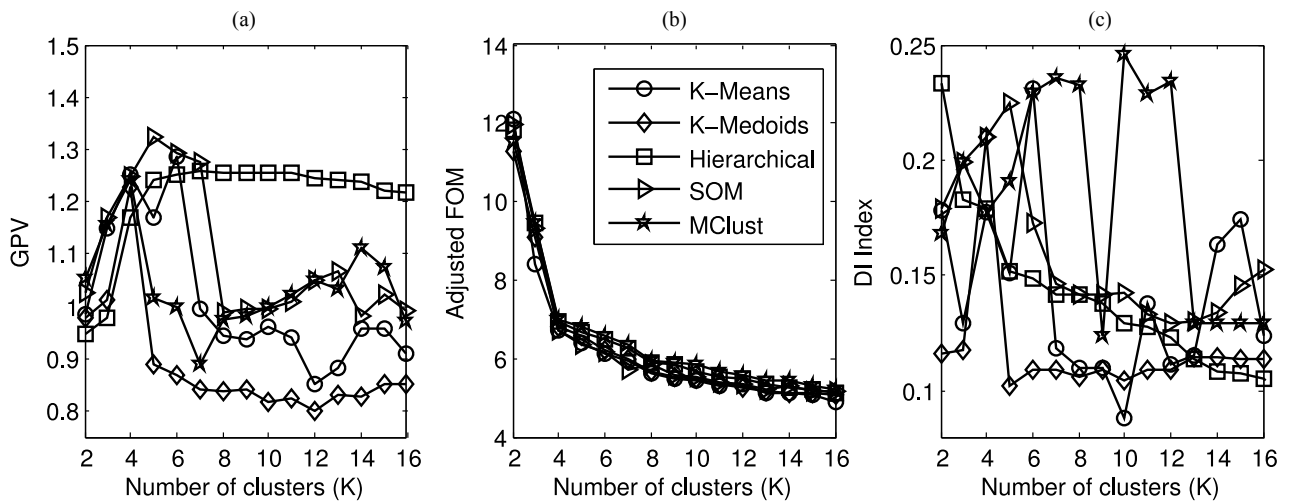 (a)
1.5
1.4
1.3
1.2
1.1
1
0.9
0.8
GPV
2 4 6 8 10 12 14 16
Number of clusters (K)
(b)
14
12
10
8
6
4
Adjusted FOM
K−Means
K−Medoids
Hierarchical
SOM
MClust
2 4 6 8 10 12 14 16
Number of clusters (K)
(c)
0.25
0.2
0.15
0.1
DI Index
2 4 6 8 10 12 14 16
Number of clusters (K)